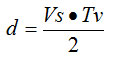 d = Vs • Tv / 2